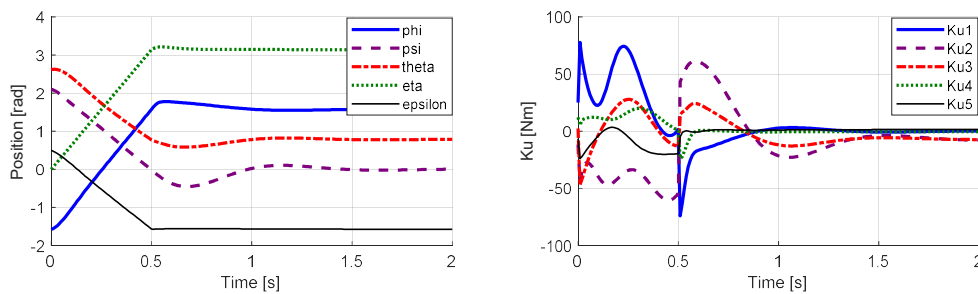 4
3
2
1
0
-1
-2
Position [rad]
0
0.5
1
1.5
2
Time [s]
phi
psi
theta
eta
epsilon
100
50
0
-50
-100
Ku [Nm]
0
0.5
1
1.5
2
Time [s]
Ku1
Ku2
Ku3
Ku4
Ku5